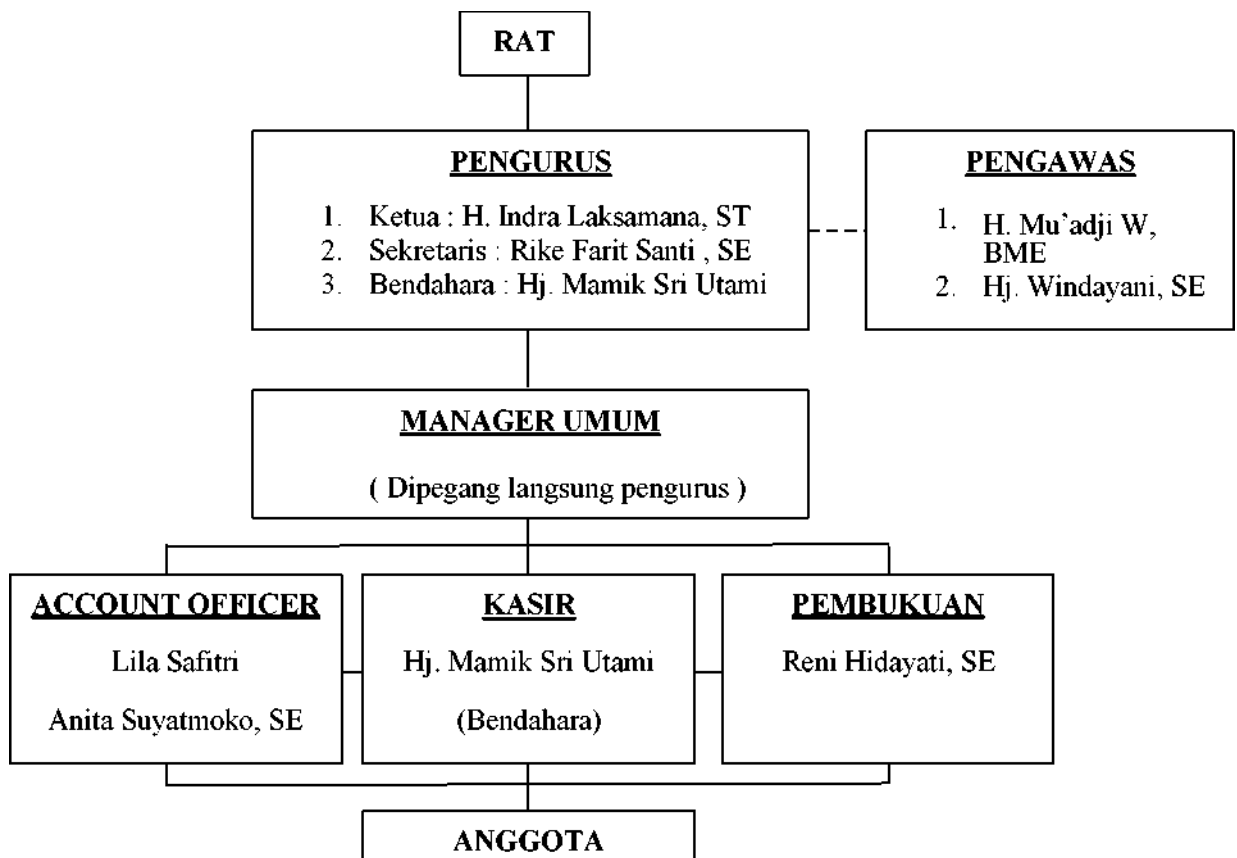 RAT
PENGURUS
1. Ketua : H. Indra Laksamana, ST
2. Sekretaris : Rike Farit Santi , SE
3. Bendahara : Hj. Mamik Sri Utami
PENGAWAS
1. H. Mu’adji W,
BME
2. Hj. Windayani, SE
MANAGER UMUM
( Dipegang langsung pengurus )
ACCOUNT OFFICER
Lila Safitri
Anita Suyatmoko, SE
KASIR
Hj. Mamik Sri Utami
(Bendahara)
PEMBUKUAN
Reni Hidayati, SE
ANGGOTA